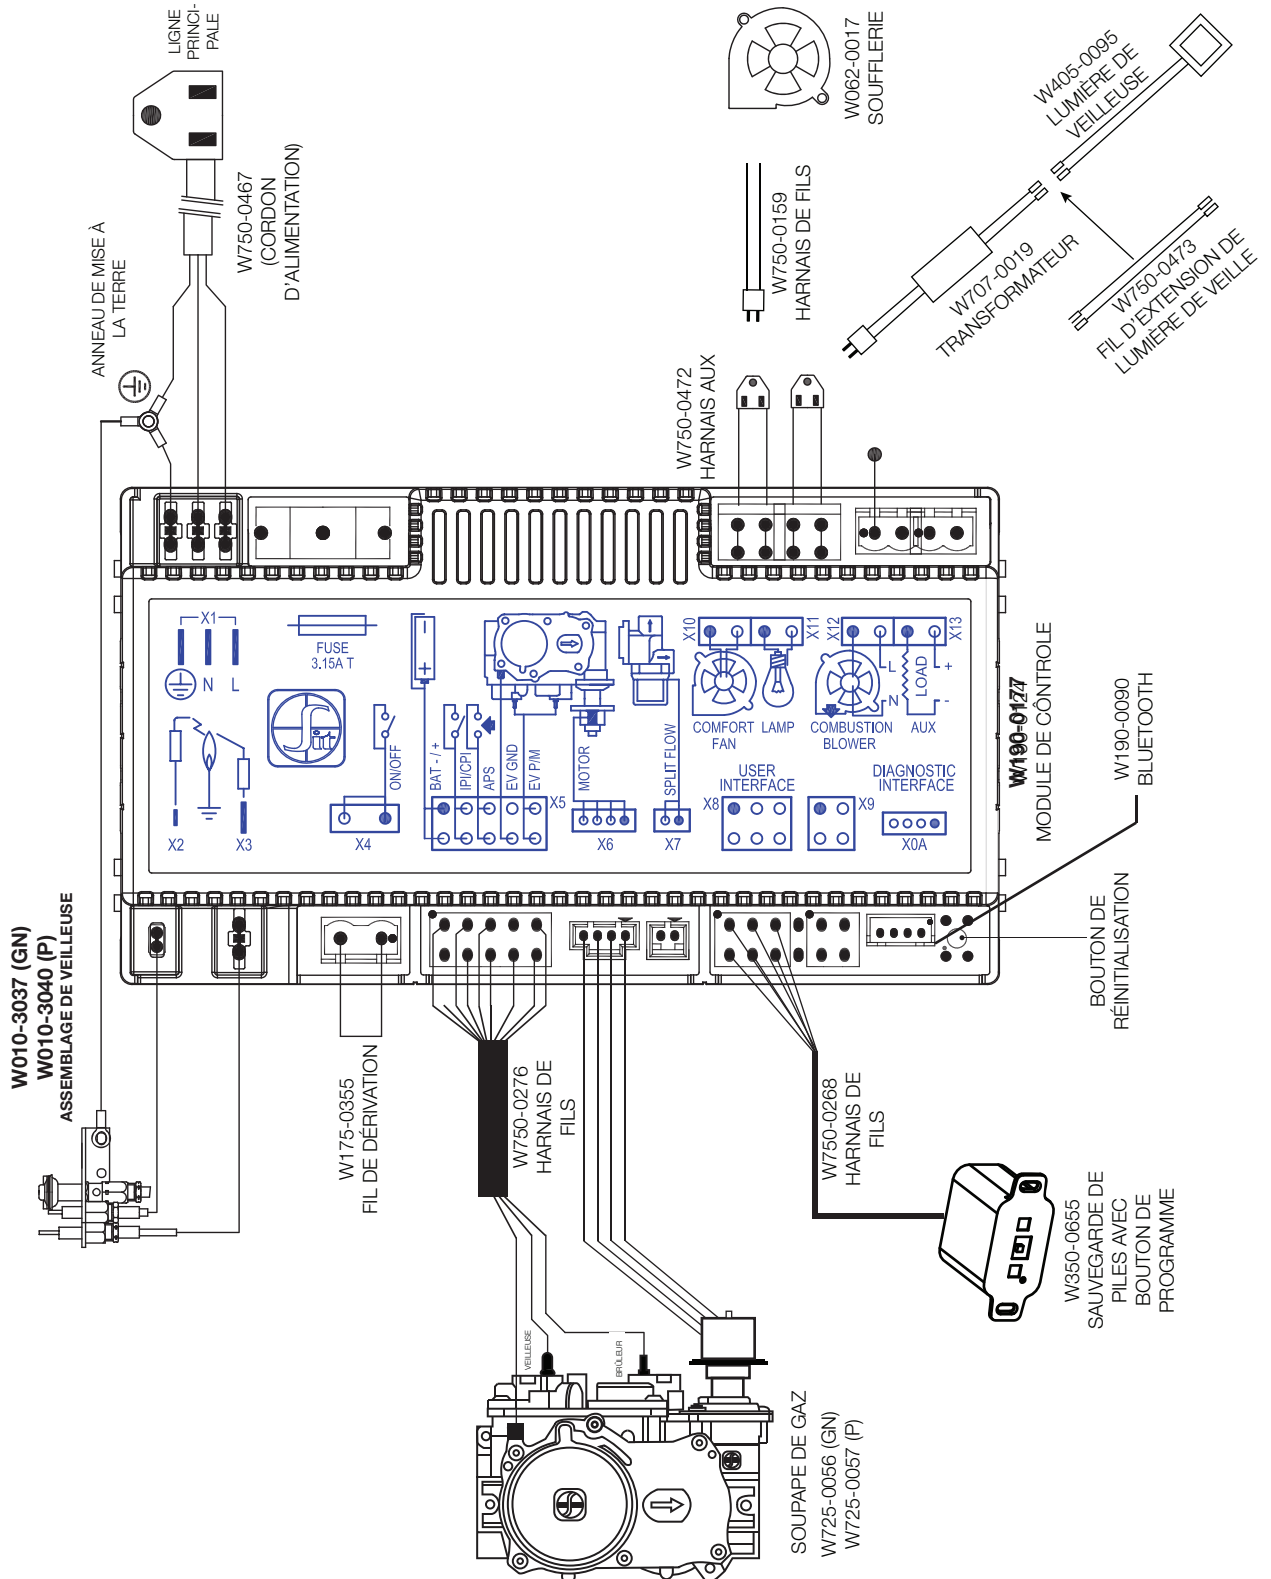 LIGNE
PRINCI-
PALE
W750-0467
(CORDON
D'ALIMENTATION)
ANNEAU DE MISE À
LA TERRE
W062-0017
SOUFFLERIE
W750-0159
HARNAIS DE FILS
W405-0095
LUMIÈRE DE
VEILLEUSE
W707-0019
TRANSFORMATEUR
W750-0473
FIL D'EXTENSION DE
LUMIÈRE DE VEILLE
W750-0472
HARNAIS AUX
X1
N
L
FUSE
3.15A T
X2
X3
Sit
ON/OFF
X4
- +
BAT - / +
IPI/CPI
APS
EV GND
EV P/M
X5
MOTOR
X6
SPLIT FLOW
X7
X10
X11
X12
X13
COMFORT
FAN
LAMP
COMBUSTION
BLOWER
L
N
LOAD
+
-
AUX
USER
INTERFACE
X8
X9
DIAGNOSTIC
INTERFACE
X0A
W190-0177
MODULE DE CÔNTROLE
W190-0090
BLUETOOTH
BOUTON DE
RÉINITIALISATION
W010-3037 (GN)
W010-3040 (P)
ASSEMBLAGE DE VEILLEUSE
W175-0355
FIL DE DÉRIVATION
W750-0276
HARNAIS DE
FILS
W750-0268
HARNAIS DE
FILS
W350-0655
SAUVEGARDE DE
PILES AVEC
BOUTON DE
PROGRAMME
VEILLEUSE
BRÛLEUR
SOUPAPE DE GAZ
W725-0056 (GN)
W725-0057 (P)